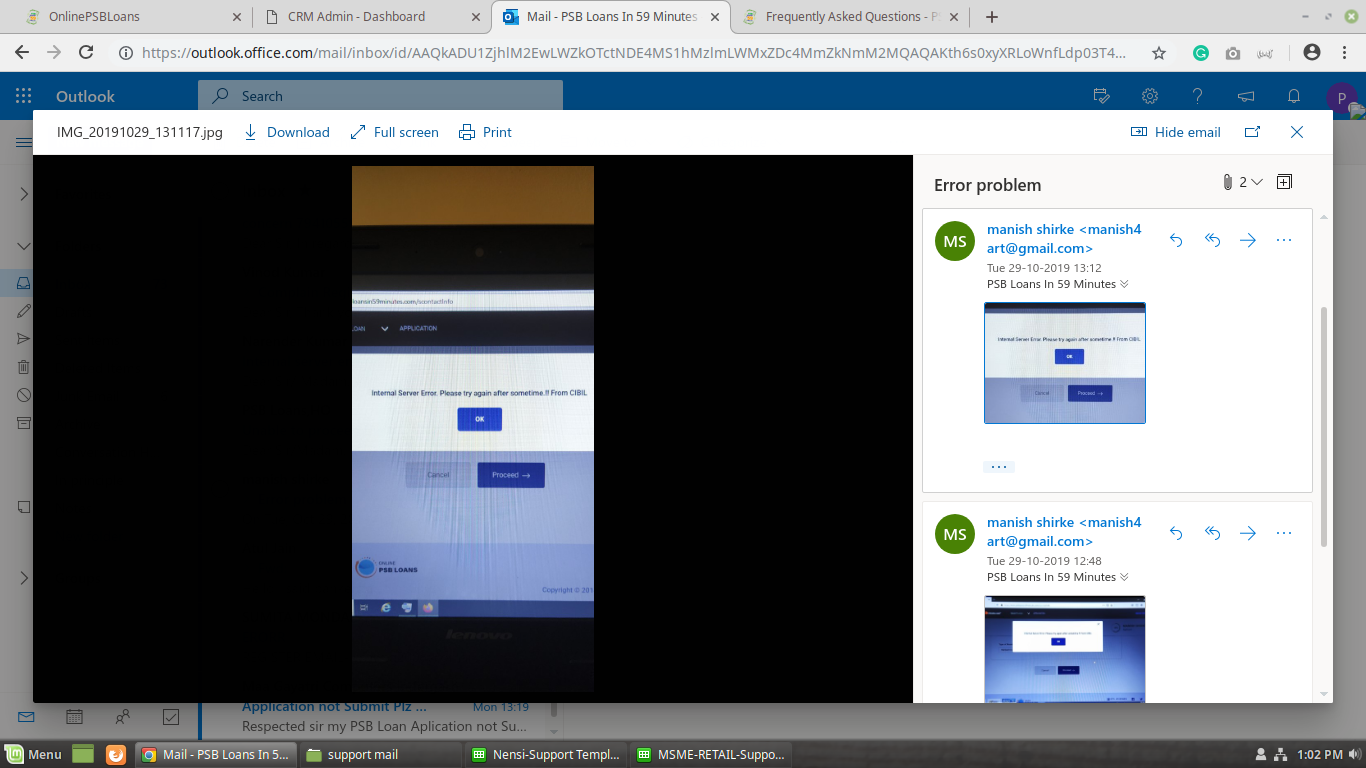 OnlinePSBLoans
CRM Admin - Dashboard
Mail - PSB Loans In 59 Minutes
Frequently Asked Questions - P
https://outlook.office.com/mail/inbox/id/AAQkADU1ZjhlM2EwLWZkOTctNDE4MS1hMzlmLWMxZDc4MmZkNmM2MQAQAKth6s0xyXRLoWnfLdp03T4...
Outlook
Search
P
IMG_20191029_131117.jpg
Download
Full screen
Print
Hide email
loansin59minutes.com/scontactInfo
LOAN
APPLICATION
Internal Server Error. Please try again after sometime.!! From CIBIL
OK
Cancel
Proceed →
ONLINE
PSB LOANS
Copyright © 201
lenovo
Error problem
2
MS
manish shirke <manish4
art@gmail.com>
Tue 29-10-2019 13:12
PSB Loans In 59 Minutes
Internal Server Error. Please try again after sometime.!! From CIBIL
OK
Cancel
Proceed →
MS
manish shirke <manish4
art@gmail.com>
Tue 29-10-2019 12:48
PSB Loans In 59 Minutes
Application not Submit Plz ...
Mon 13:19
Respected sir my PSB Loan Aplication not Su...
Menu
Mail - PSB Loans In 5...
support mail
Nensi-Support Templ...
MSME-RETAIL-Suppo...
1:02 PM